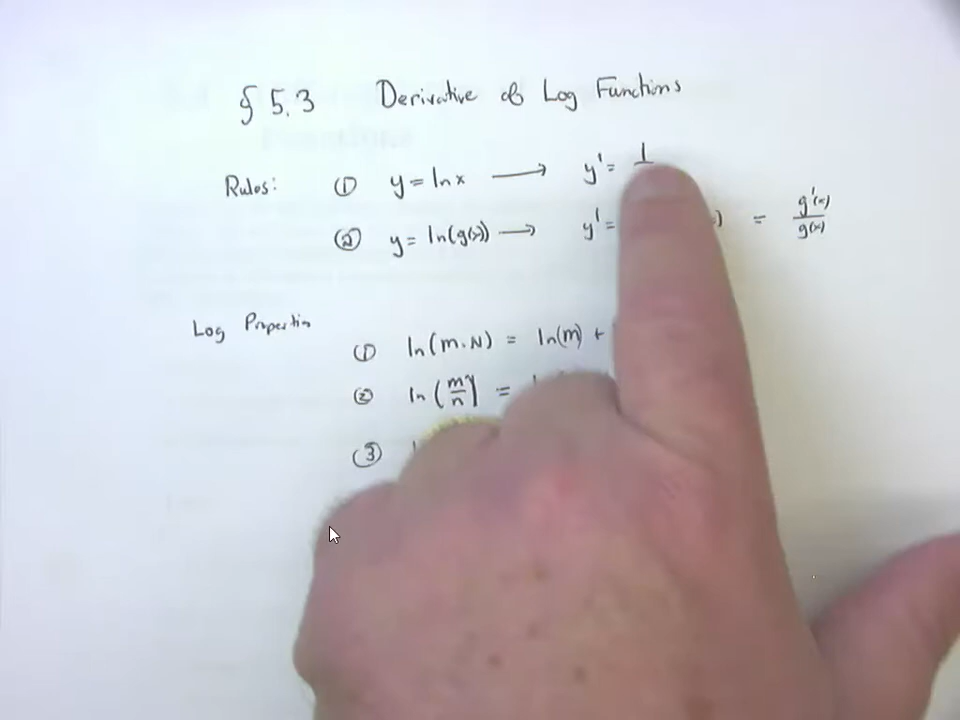 § 5.3 Derivative of Log Functions
Rules: ① y = ln x → y' = 1
② y = ln(g(x)) → y' = ) = g'(x)/g(x)
Log Properties
① ln(m·N) = ln(m) +
② ln(m/n) =
③